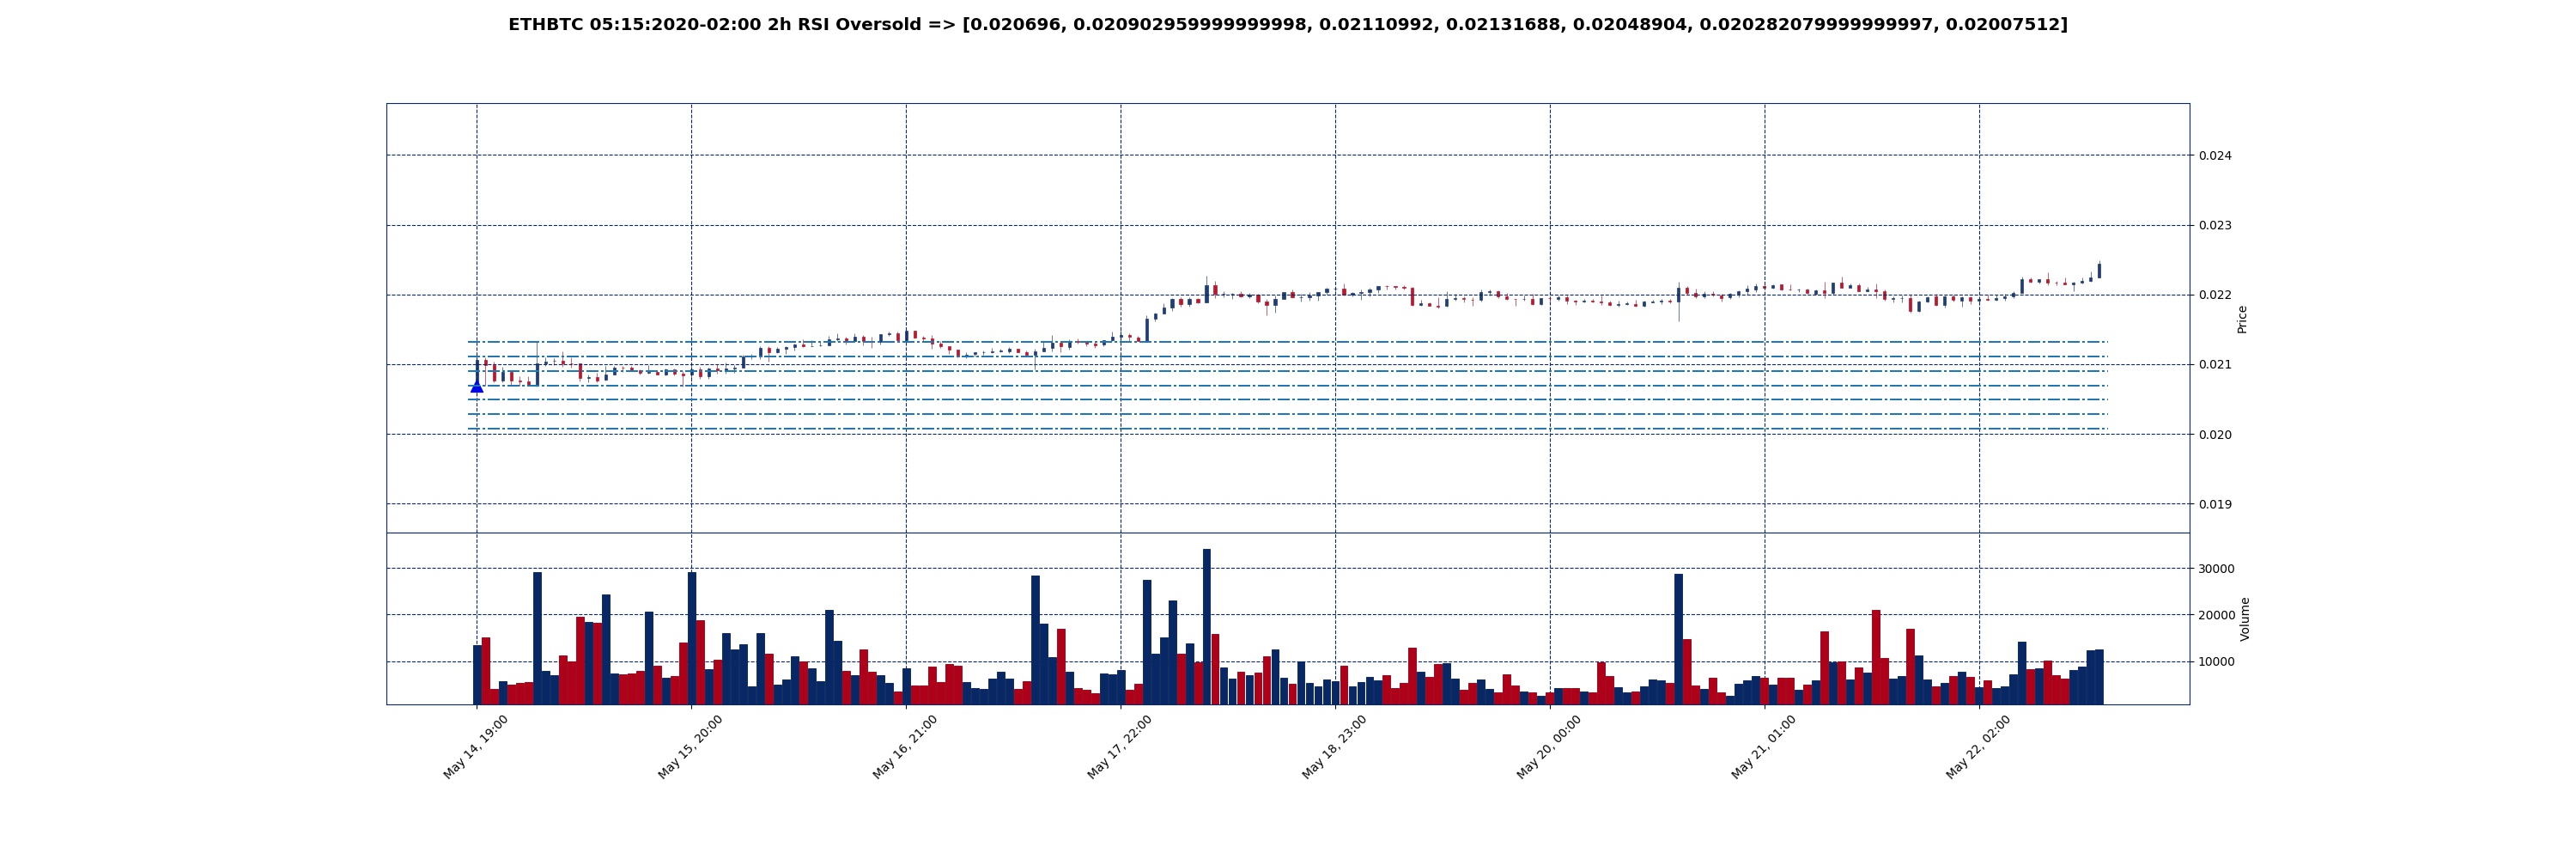 ETHBTC 05:15:2020-02:00 2h RSI Oversold => [0.020696, 0.020902959999999998, 0.02110992, 0.02131688, 0.02048904, 0.020282079999999997, 0.02007512]
0.024
0.023
0.022
0.021
0.020
0.019
Price
30000
20000
10000
Volume
May 14, 19:00
May 15, 20:00
May 16, 21:00
May 17, 22:00
May 18, 23:00
May 20, 00:00
May 21, 01:00
May 22, 02:00